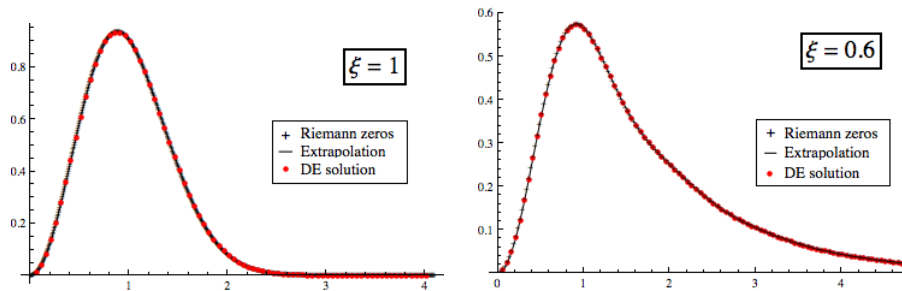 ξ = 1
+ Riemann zeros
— Extrapolation
• DE solution
0.8
0.6
0.4
0.2
0
1
2
3
4
ξ = 0.6
+ Riemann zeros
— Extrapolation
• DE solution
0.6
0.5
0.4
0.3
0.2
0.1
0
1
2
3
4